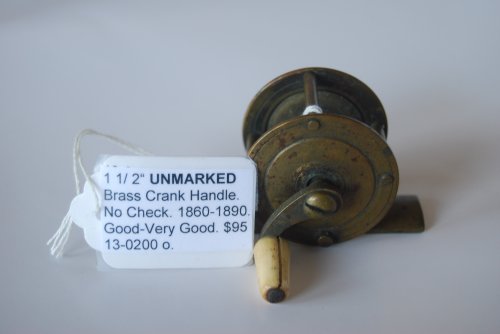 1 1/2" UNMARKED
Brass Crank Handle.
No Check. 1860-1890.
Good-Very Good. $95
13-0200 o.